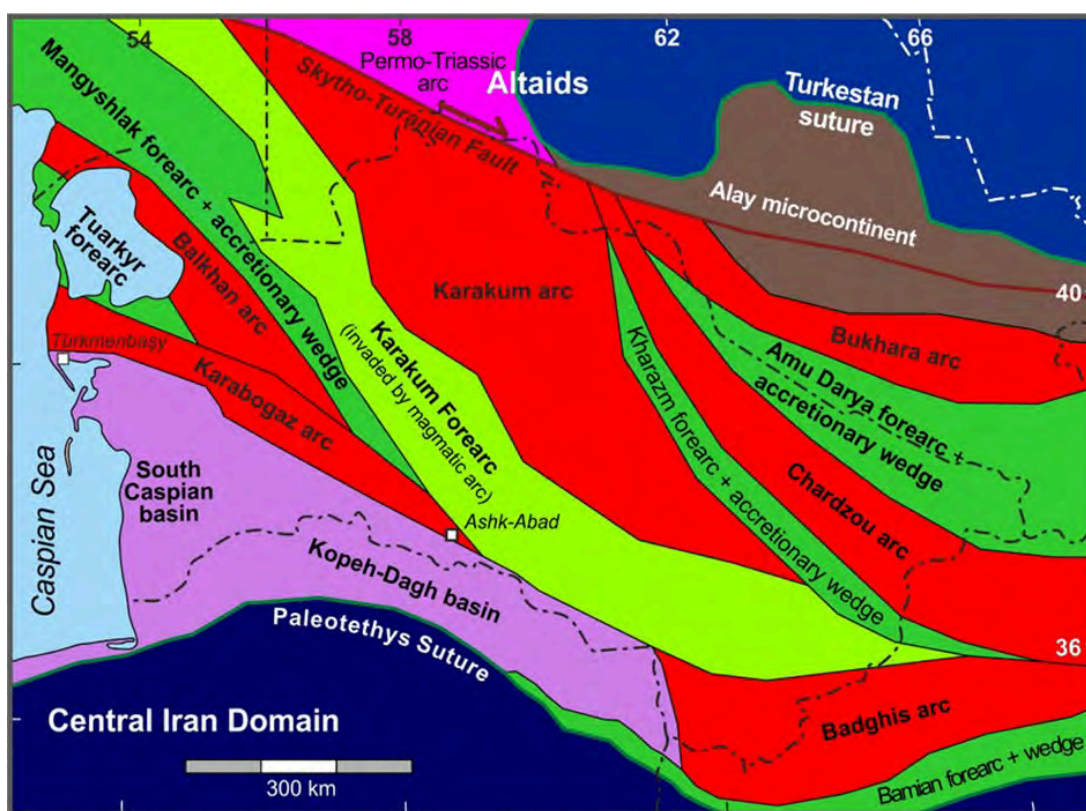 54
58
62
66
Permo-Triassic
arc
Altaids
Turkestan
suture
Skytho-Turanian Fault
Mangyshlak forearc + accretionary wedge
Alay microcontinent
Tuarkyr
forearc
Balkhan arc
Karakum arc
40
Bukhara arc
Türkmenbaşy
Karabogaz arc
Karakum Forearc
(invaded by magmatic arc)
Kharazm forearc + accretionary wedge
Amu Darya forearc +
accretionary wedge
Chardzou arc
South
Caspian
basin
Caspian Sea
Ashk-Abad
Kopeh-Dagh basin
Paleotethys Suture
36
Central Iran Domain
Badghis arc
Bamian forearc + wedge
300 km